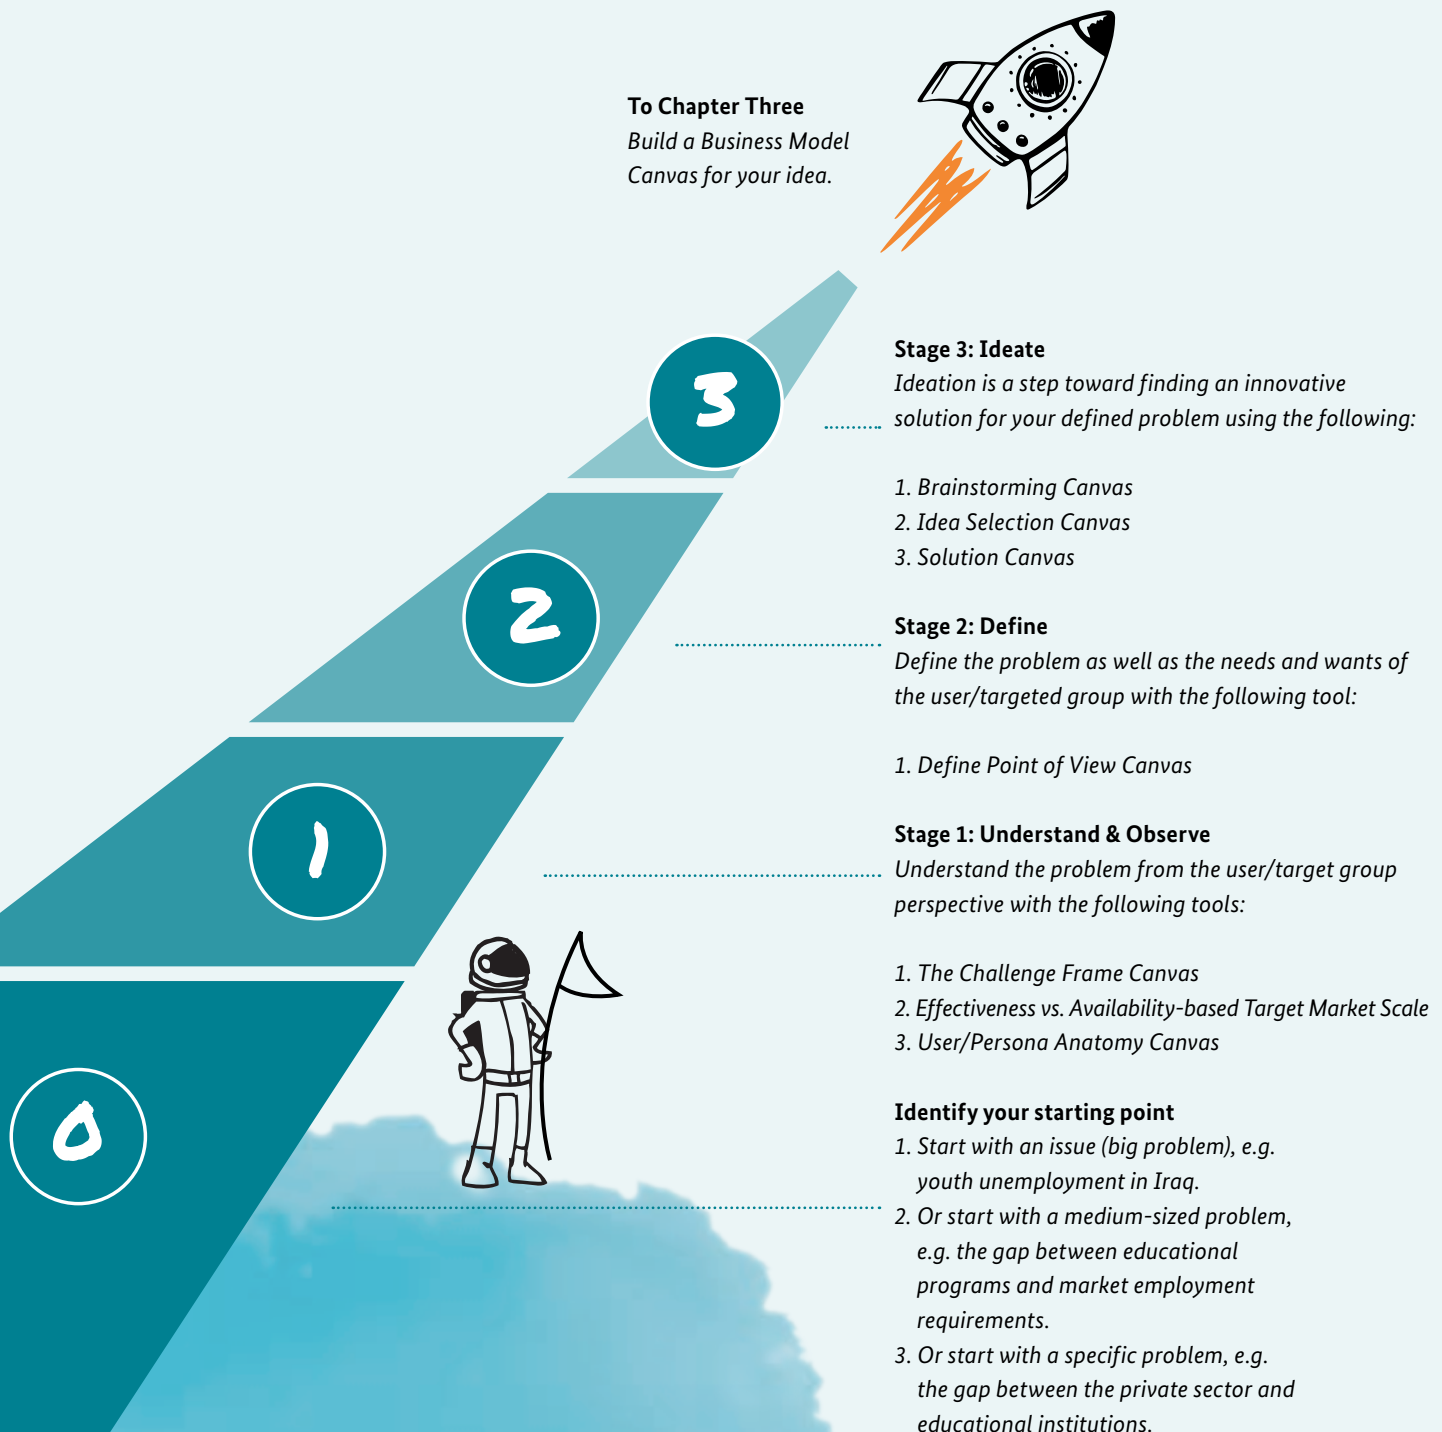 To Chapter Three
Build a Business Model
Canvas for your idea.
3
Stage 3: Ideate
Ideation is a step toward finding an innovative
solution for your defined problem using the following:
1. Brainstorming Canvas
2. Idea Selection Canvas
3. Solution Canvas
2
Stage 2: Define
Define the problem as well as the needs and wants of
the user/targeted group with the following tool:
1. Define Point of View Canvas
1
Stage 1: Understand & Observe
Understand the problem from the user/target group
perspective with the following tools:
1. The Challenge Frame Canvas
2. Effectiveness vs. Availability-based Target Market Scale
3. User/Persona Anatomy Canvas
0
Identify your starting point
1. Start with an issue (big problem), e.g.
youth unemployment in Iraq.
2. Or start with a medium-sized problem,
e.g. the gap between educational
programs and market employment
requirements.
3. Or start with a specific problem, e.g.
the gap between the private sector and
educational institutions.